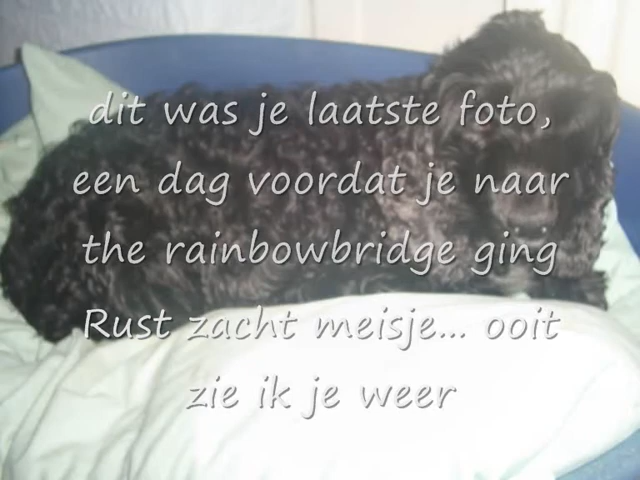 dit was je laatste foto,
een dag voordat je naar
the rainbowbridge ging
Rust zacht meisje... ooit
zie ik je weer